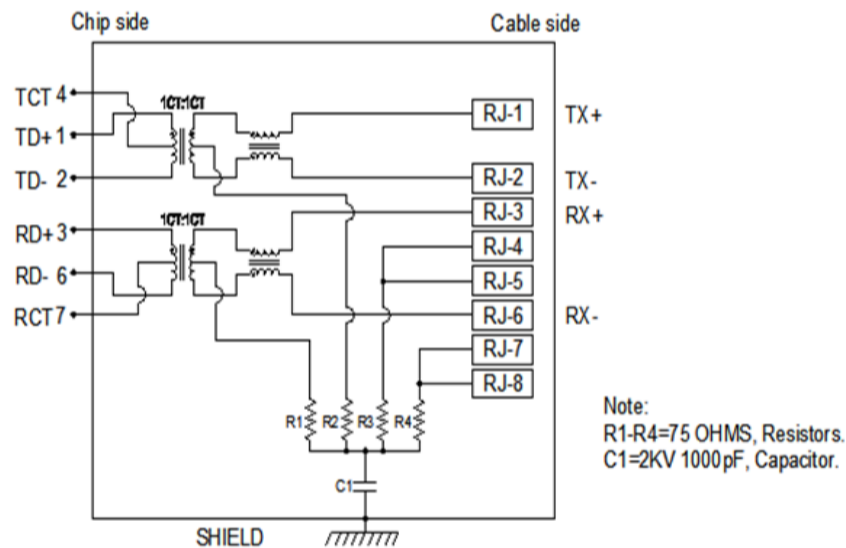 Chip side
Cable side
TCT 4
1CT:1CT
RJ-1 TX+
TD+ 1
TD- 2
RJ-2 TX-
RJ-3 RX+
1CT:1CT
RD+ 3
RJ-4
RD- 6
RJ-5
RCT 7
RJ-6 RX-
RJ-7
RJ-8
R1 R2 R3 R4
Note:
R1-R4=75 OHMS, Resistors.
C1=2KV 1000pF, Capacitor.
C1
SHIELD